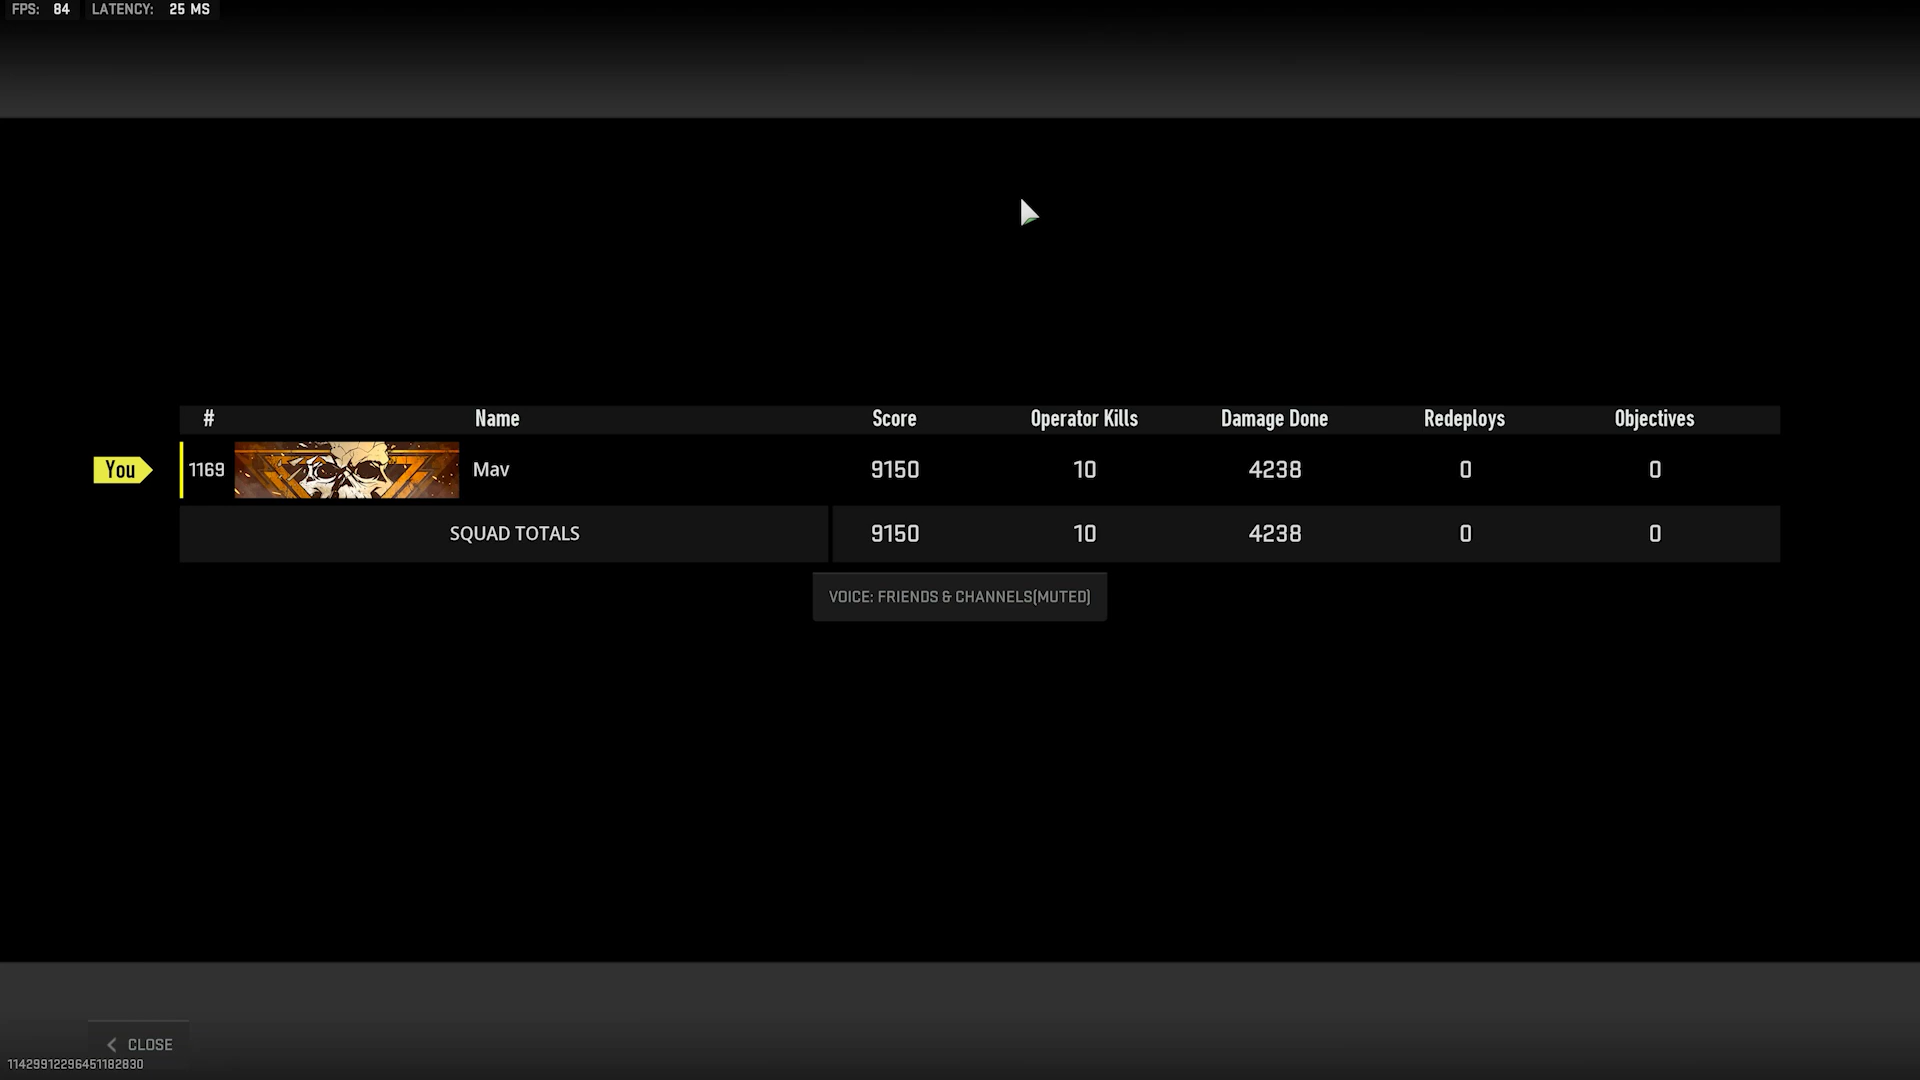 FPS: 84 LATENCY: 25 MS
# Name Score Operator Kills Damage Done Redeploys Objectives
You 1169 Mav 9150 10 4238 0 0
SQUAD TOTALS 9150 10 4238 0 0
VOICE: FRIENDS & CHANNELS(MUTED)
CLOSE
11429912296451182830